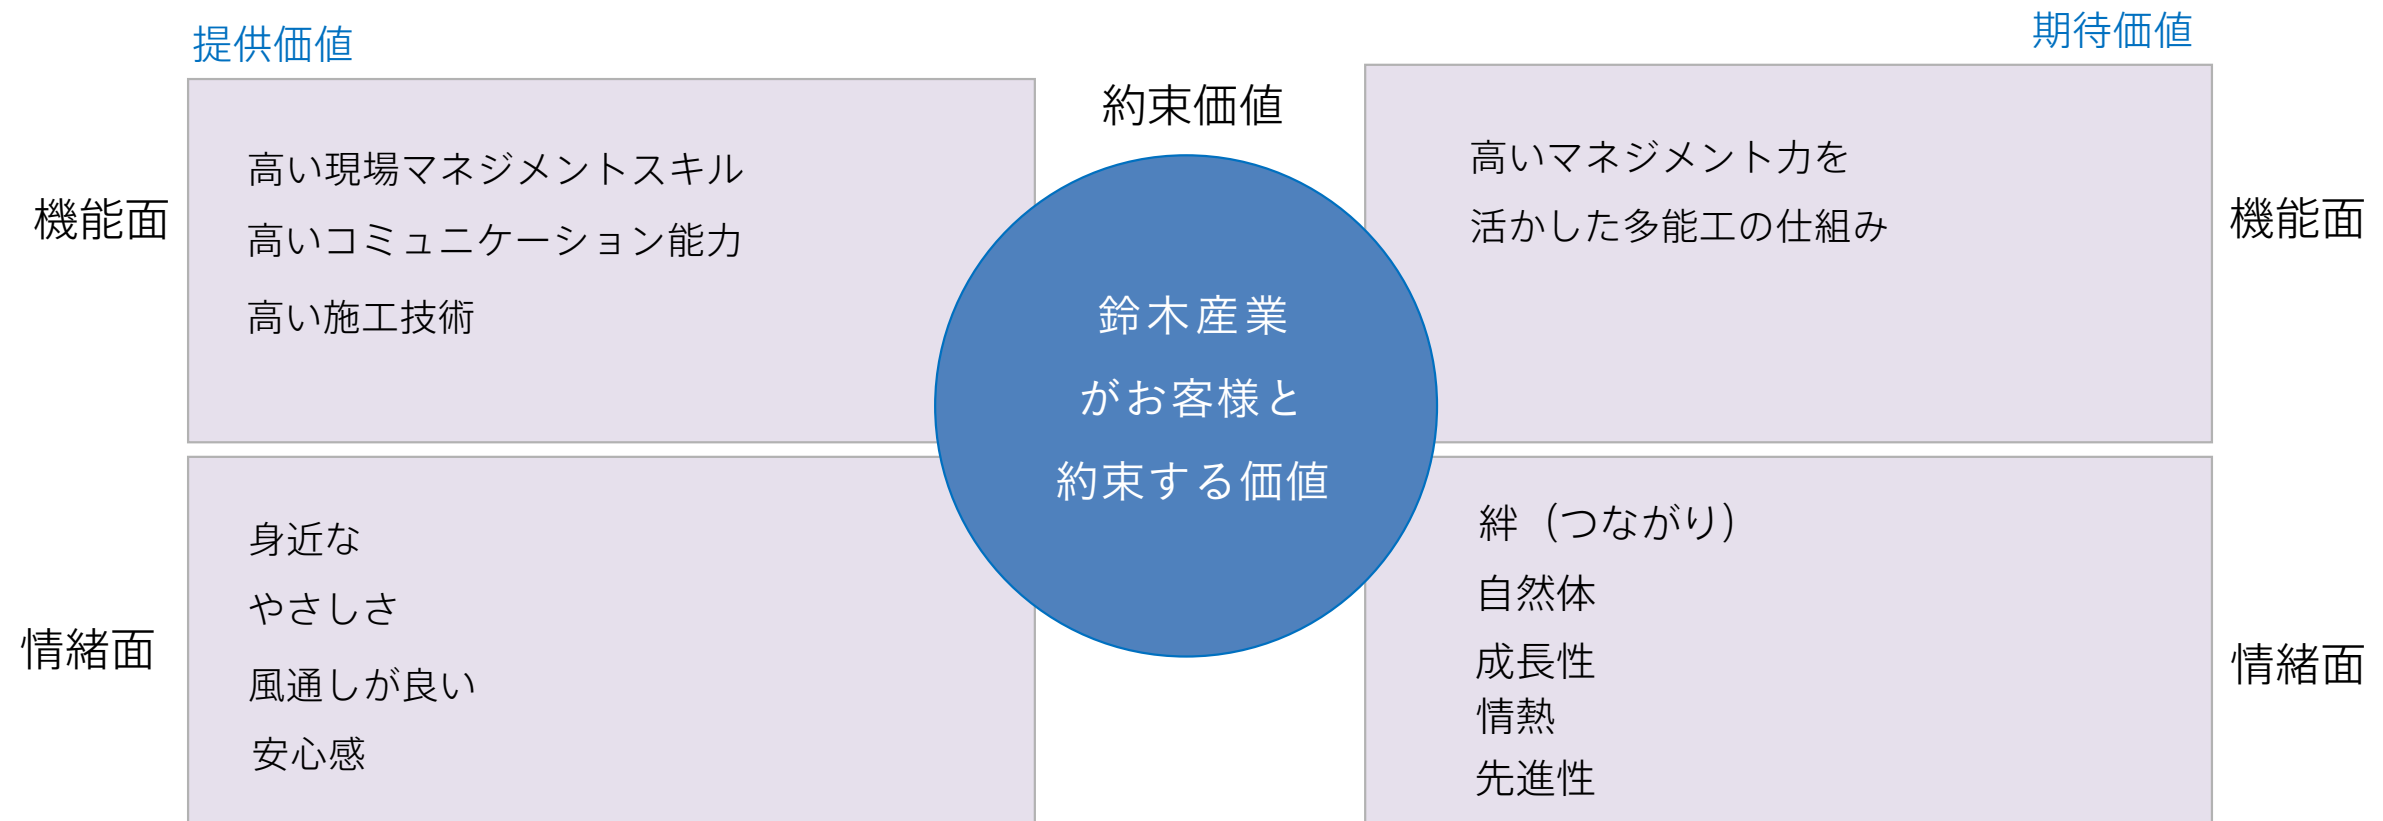 提供価値
機能面
高い現場マネジメントスキル
高いコミュニケーション能力
高い施工技術
情緒面
身近な
やさしさ
風通しが良い
安心感
約束価値
鈴木産業
がお客様と
約束する価値
期待価値
高いマネジメント力を
活かした多能工の仕組み
機能面
絆（つながり）
自然体
成長性
情熱
先進性
情緒面